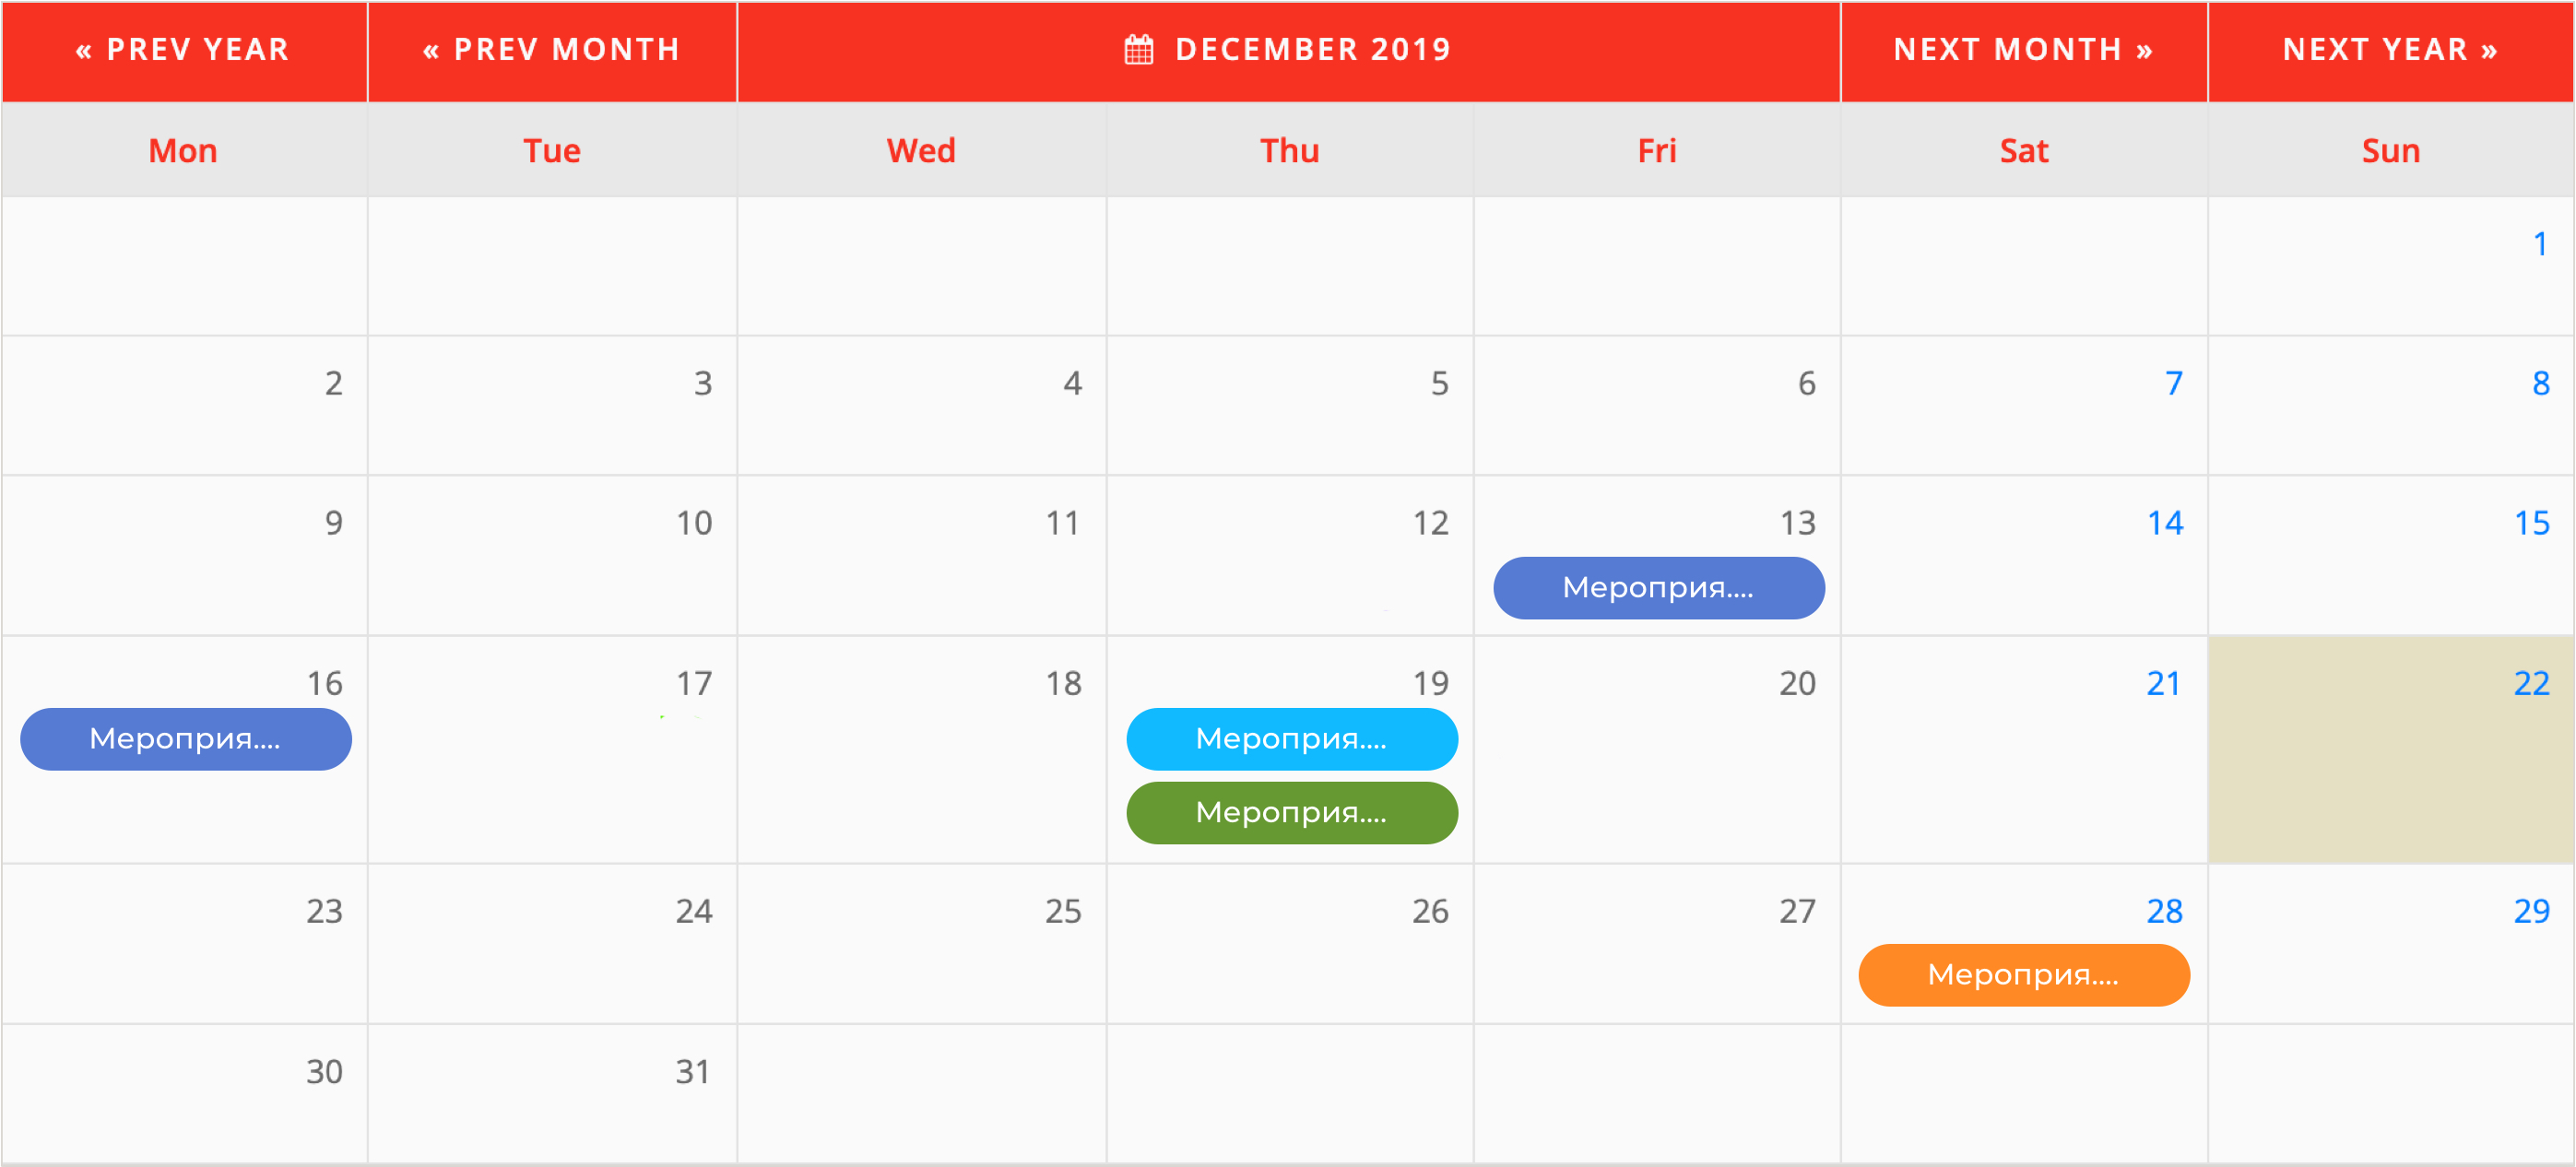 « PREV YEAR « PREV MONTH DECEMBER 2019 NEXT MONTH » NEXT YEAR »
Mon Tue Wed Thu Fri Sat Sun
1
2 3 4 5 6 7 8
9 10 11 12 13 14 15
Мероприя....
16 17 18 19 20 21 22
Мероприя.... Мероприя....
Мероприя....
23 24 25 26 27 28 29
Мероприя....
30 31